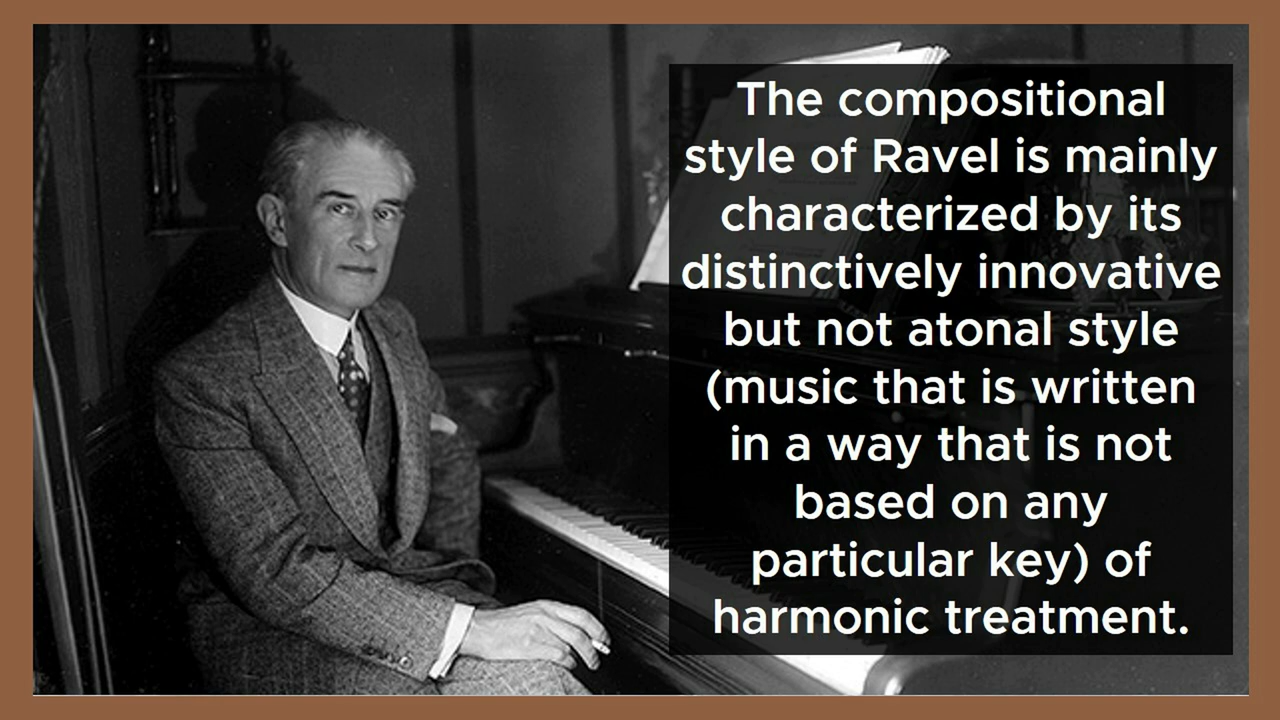 The compositional
style of Ravel is mainly
characterized by its
distinctively innovative
but not atonal style
(music that is written
in a way that is not
based on any
particular key) of
harmonic treatment.